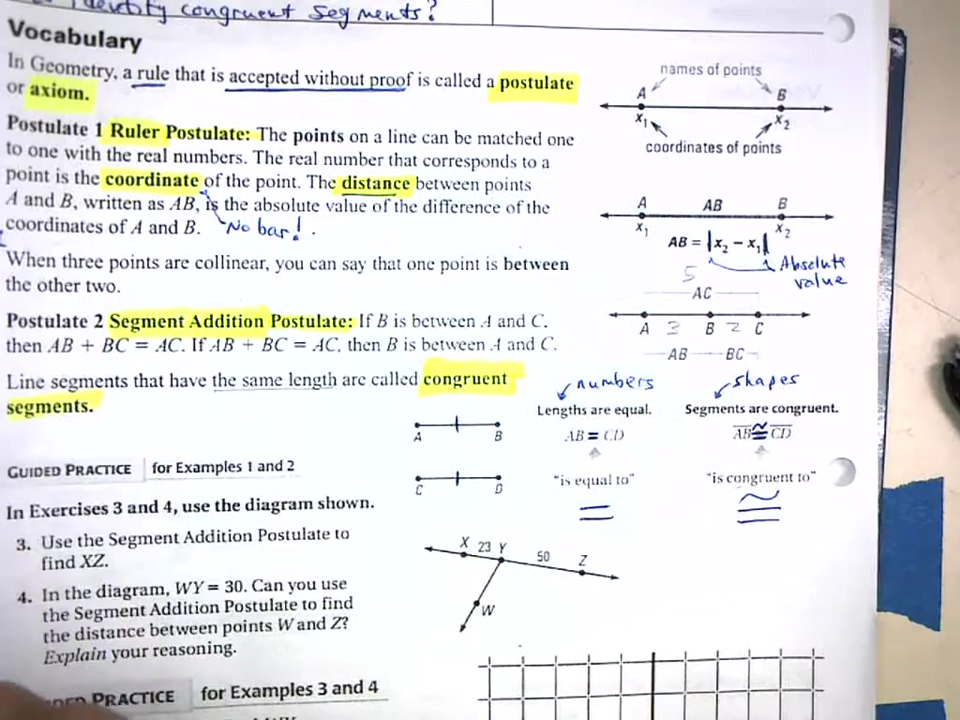 identify congruent segments?
Vocabulary
In Geometry, a rule that is accepted without proof is called a postulate
or axiom.
names of points
A B
x1 x2
coordinates of points
Postulate 1 Ruler Postulate: The points on a line can be matched one
to one with the real numbers. The real number that corresponds to a
point is the coordinate of the point. The distance between points
A and B, written as AB, is the absolute value of the difference of the
coordinates of A and B. No bar!.
A AB B
x1 x2
AB = |x2 − x1|
Absolute
value
When three points are collinear, you can say that one point is between
the other two.
5
AC
A 3 B 2 C
AB BC
Postulate 2 Segment Addition Postulate: If B is between A and C,
then AB + BC = AC. If AB + BC = AC, then B is between A and C.
Line segments that have the same length are called congruent
segments.
numbers shapes
Lengths are equal. Segments are congruent.
A B
AB = CD AB ≅ CD
C D
"is equal to" "is congruent to"
= ≅
GUIDED PRACTICE for Examples 1 and 2
In Exercises 3 and 4, use the diagram shown.
3. Use the Segment Addition Postulate to
find XZ.
4. In the diagram, WY = 30. Can you use
the Segment Addition Postulate to find
the distance between points W and Z?
Explain your reasoning.
X 23 Y 50 Z
W
PRACTICE for Examples 3 and 4